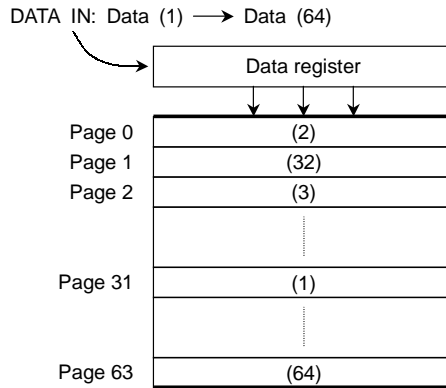 DATA IN: Data (1) → Data (64)
Data register
Page 0 (2)
Page 1 (32)
Page 2 (3)
Page 31 (1)
Page 63 (64)